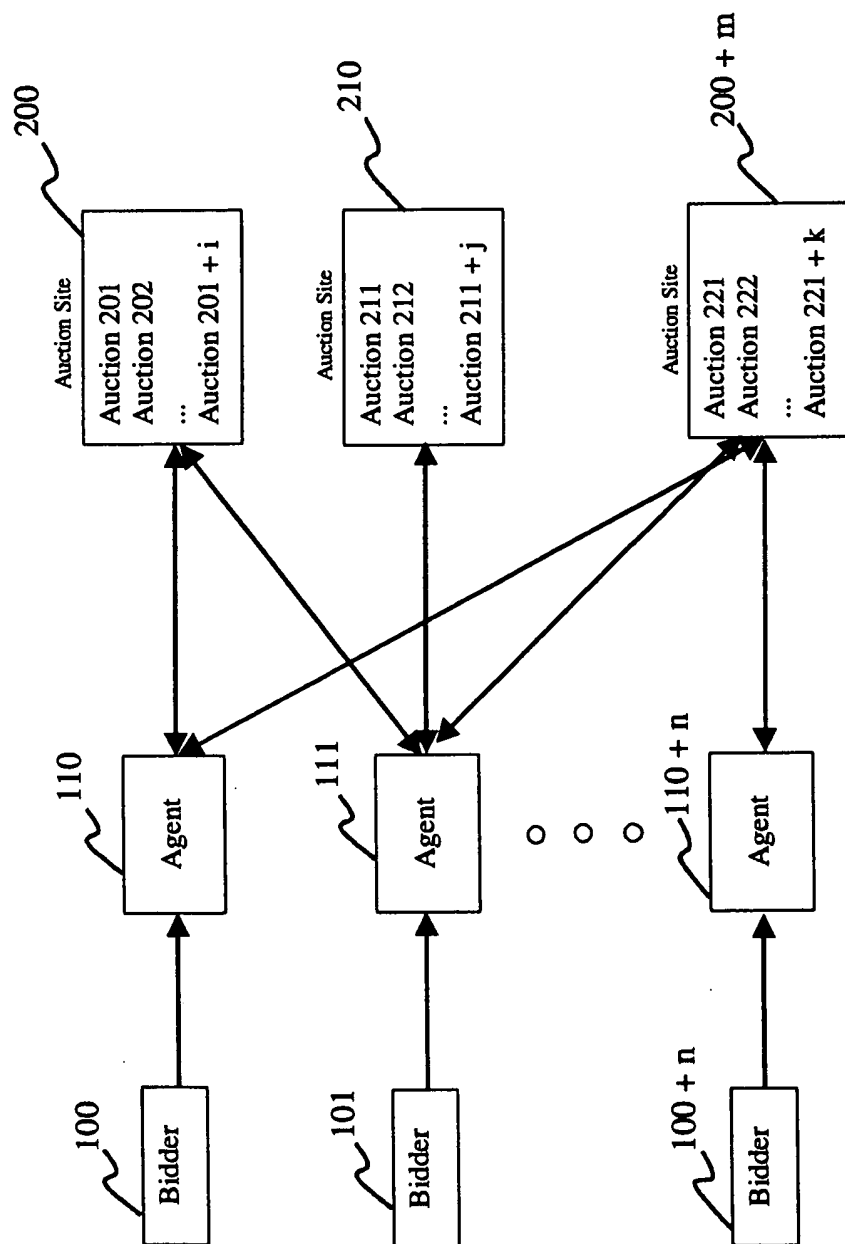 100
Bidder
110
Agent
200
Auction Site
Auction 201
Auction 202
... Auction 201 + i
101
Bidder
111
Agent
210
Auction Site
Auction 211
Auction 212
... Auction 211 + j
100 + n
Bidder
110 + n
Agent
200 + m
Auction Site
Auction 221
Auction 222
... Auction 221 + k